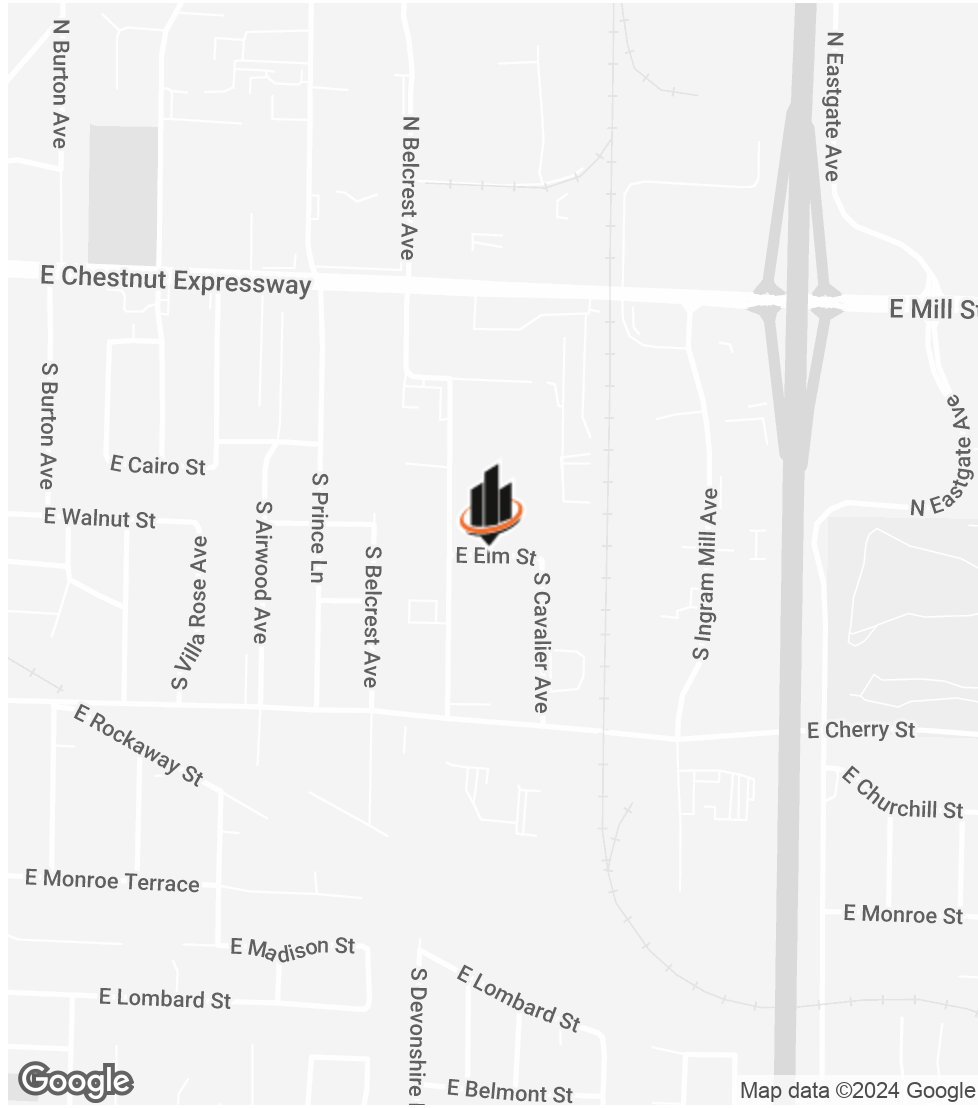 N Burton Ave
N Belcrest Ave
N Eastgate Ave
E Chestnut Expressway
E Mill St
S Burton Ave
N Eastgate Ave
E Cairo St
S Prince Ln
E Walnut St
S Airwood Ave
S Villa Rose Ave
S Belcrest Ave
E Elm St
S Cavalier Ave
S Ingram Mill Ave
E Rockaway St
E Cherry St
E Churchill St
E Monroe Terrace
E Monroe St
E Madison St
E Lombard St
S Devonshire
E Lombard St
E Belmont St
Google
Map data ©2024 Google